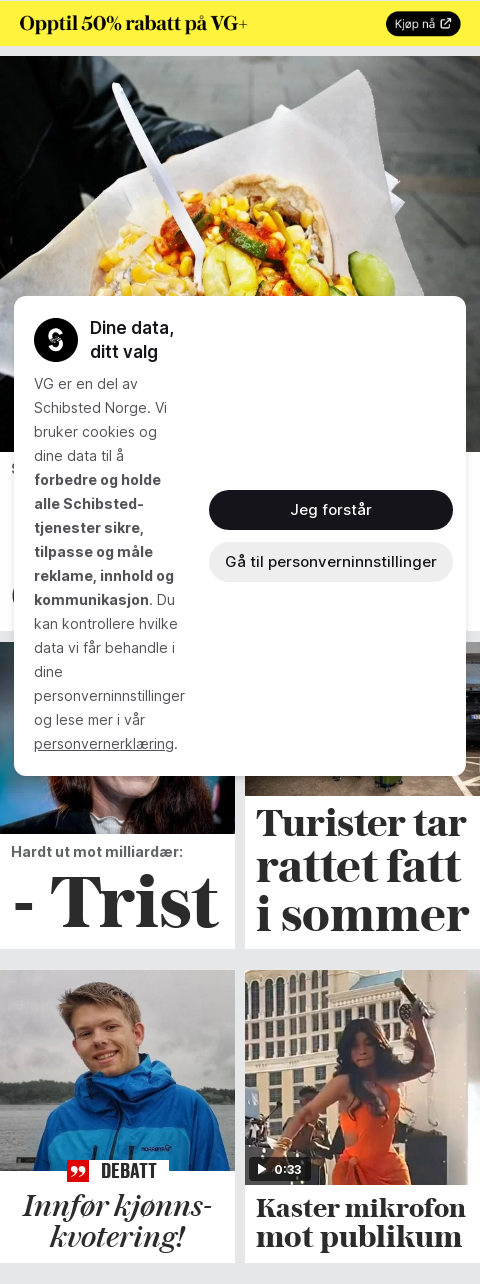 Opptil 50% rabatt på VG+
Kjøp nå
Dine data,
ditt valg
VG er en del av
Schibsted Norge. Vi
bruker cookies og
dine data til å
forbedre og holde
alle Schibsted-
tjenester sikre,
tilpasse og måle
reklame, innhold og
kommunikasjon. Du
kan kontrollere hvilke
data vi får behandle i
dine
personverninnstillinger
og lese mer i vår
personvernerklæring.
Jeg forstår
Gå til personverninnstillinger
Hardt ut mot milliardær:
- Trist
Turister tar
rattet fatt
i sommer
DEBATT
Innfør kjønns-
kvotering!
0:33
Kaster mikrofon
mot publikum